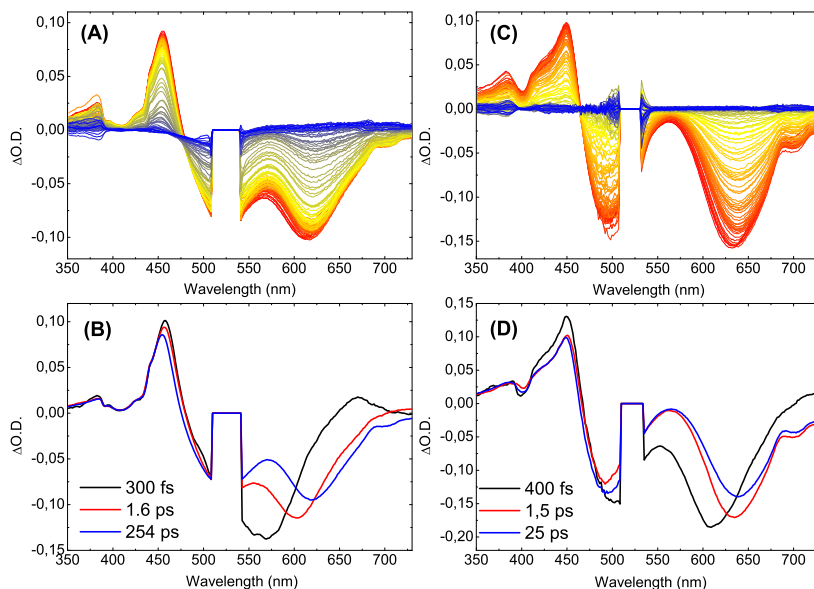 (A)
0,10
0,05
0,00
-0,05
-0,10
ΔO.D.
350 400 450 500 550 600 650 700
Wavelength (nm)
(C)
0,10
0,05
0,00
-0,05
-0,10
-0,15
ΔO.D.
350 400 450 500 550 600 650 700
Wavelength (nm)
(B)
0,10
0,05
0,00
-0,05
-0,10
-0,15
ΔO.D.
300 fs
1.6 ps
254 ps
350 400 450 500 550 600 650 700
Wavelength (nm)
(D)
0,15
0,10
0,05
0,00
-0,05
-0,10
-0,15
-0,20
ΔO.D.
400 fs
1,5 ps
25 ps
350 400 450 500 550 600 650 700
Wavelength (nm)